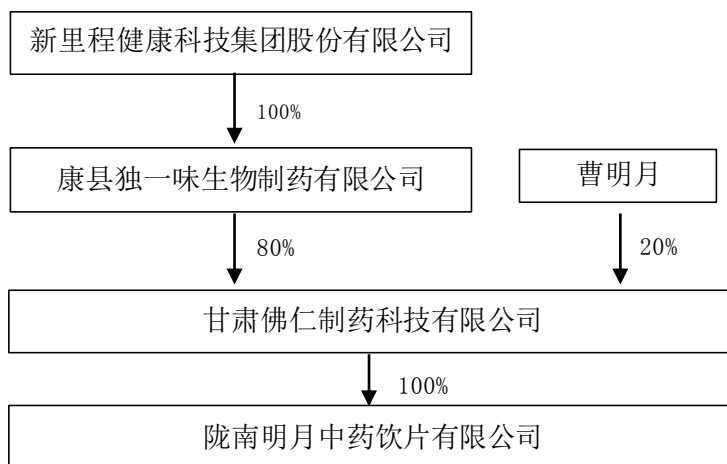 新里程健康科技集团股份有限公司
100%
康县独一味生物制药有限公司
曹明月
80%
20%
甘肃佛仁制药科技有限公司
100%
陇南明月中药饮片有限公司